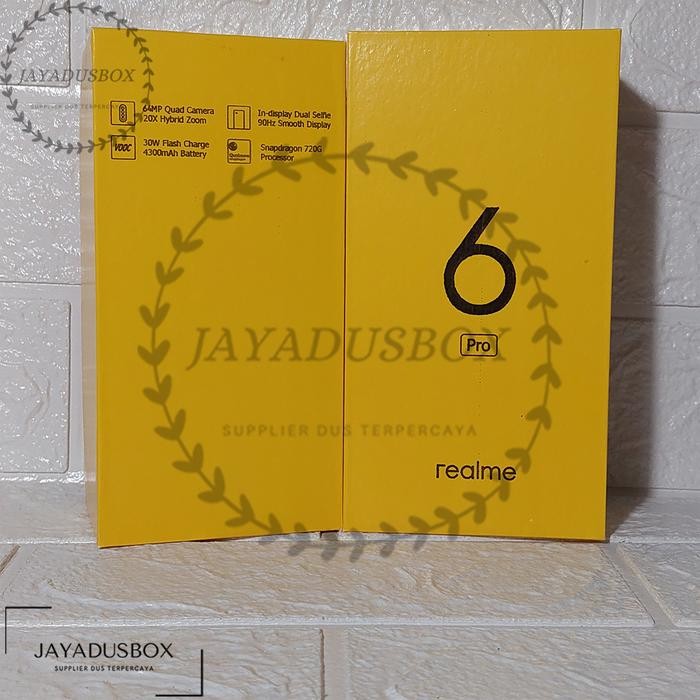 JAYADUSBOX
SUPPLIER DUS TERPERCAYA
64MP Quad Camera
20X Hybrid Zoom
In-display Dual Selfie
90Hz Smooth Display
VOOC
30W Flash Charge
4300mAh Battery
Qualcomm
Snapdragon 720G
Processor
6
Pro
realme
JAYADUSBOX
SUPPLIER DUS TERPERCAYA
JAYADUSBOX
SUPPLIER DUS TERPERCAYA